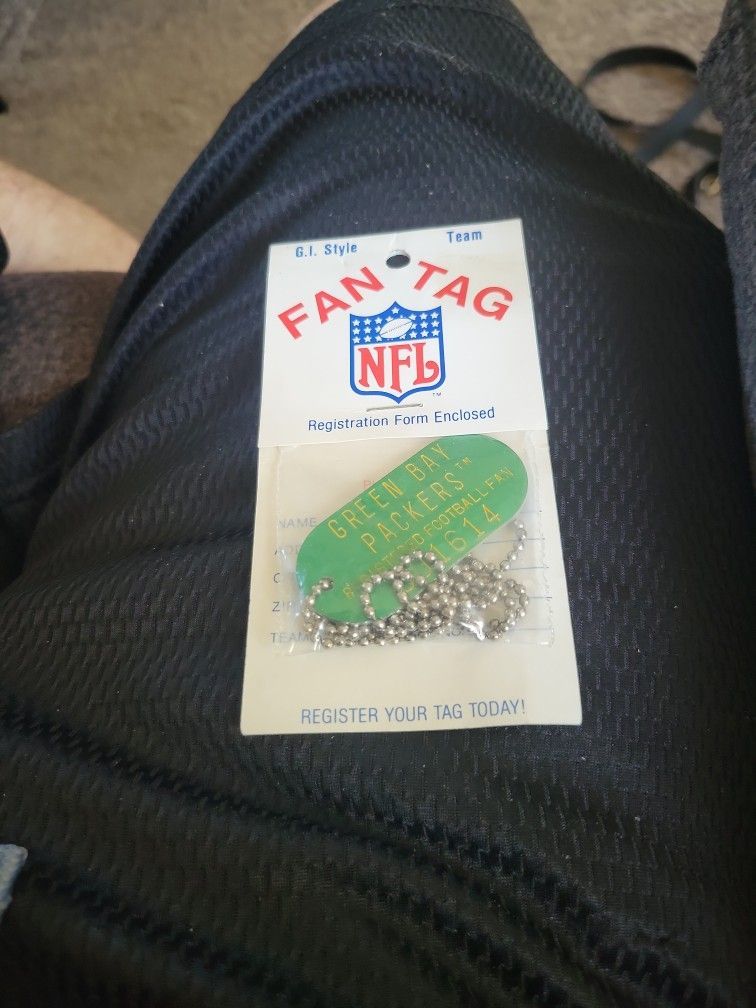 G.I. Style Team
FAN TAG
NFL
TM
Registration Form Enclosed
GREEN BAY
PACKERS™
FOOTBALL FAN
NAME
TEAM
REGISTER YOUR TAG TODAY!